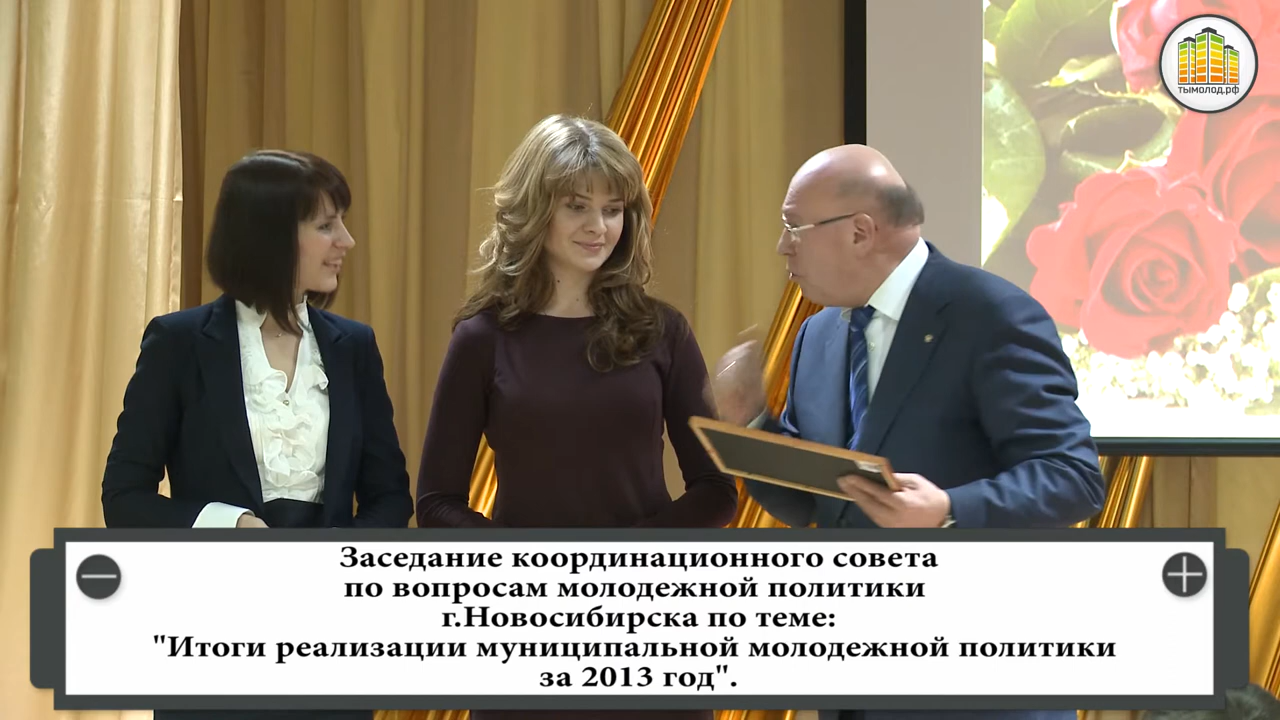 тымолод.рф
Заседание координационного совета
по вопросам молодежной политики
г.Новосибирска по теме:
"Итоги реализации муниципальной молодежной политики
за 2013 год".